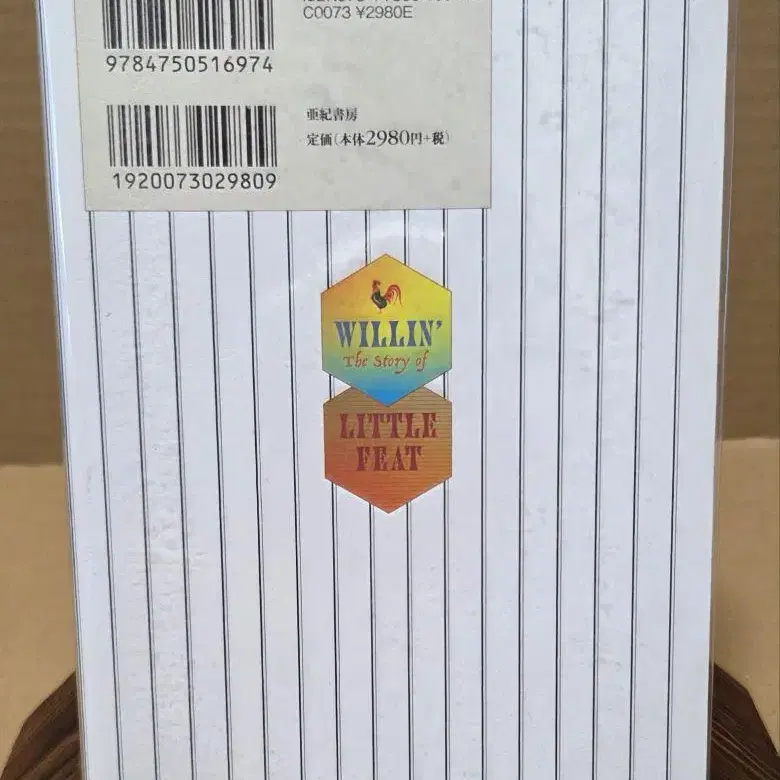 C0073 ¥2980E
9784750516974
亜紀書房
定価(本体2980円+税)
1920073029809
WILLIN'
The Story of
LITTLE
FEAT